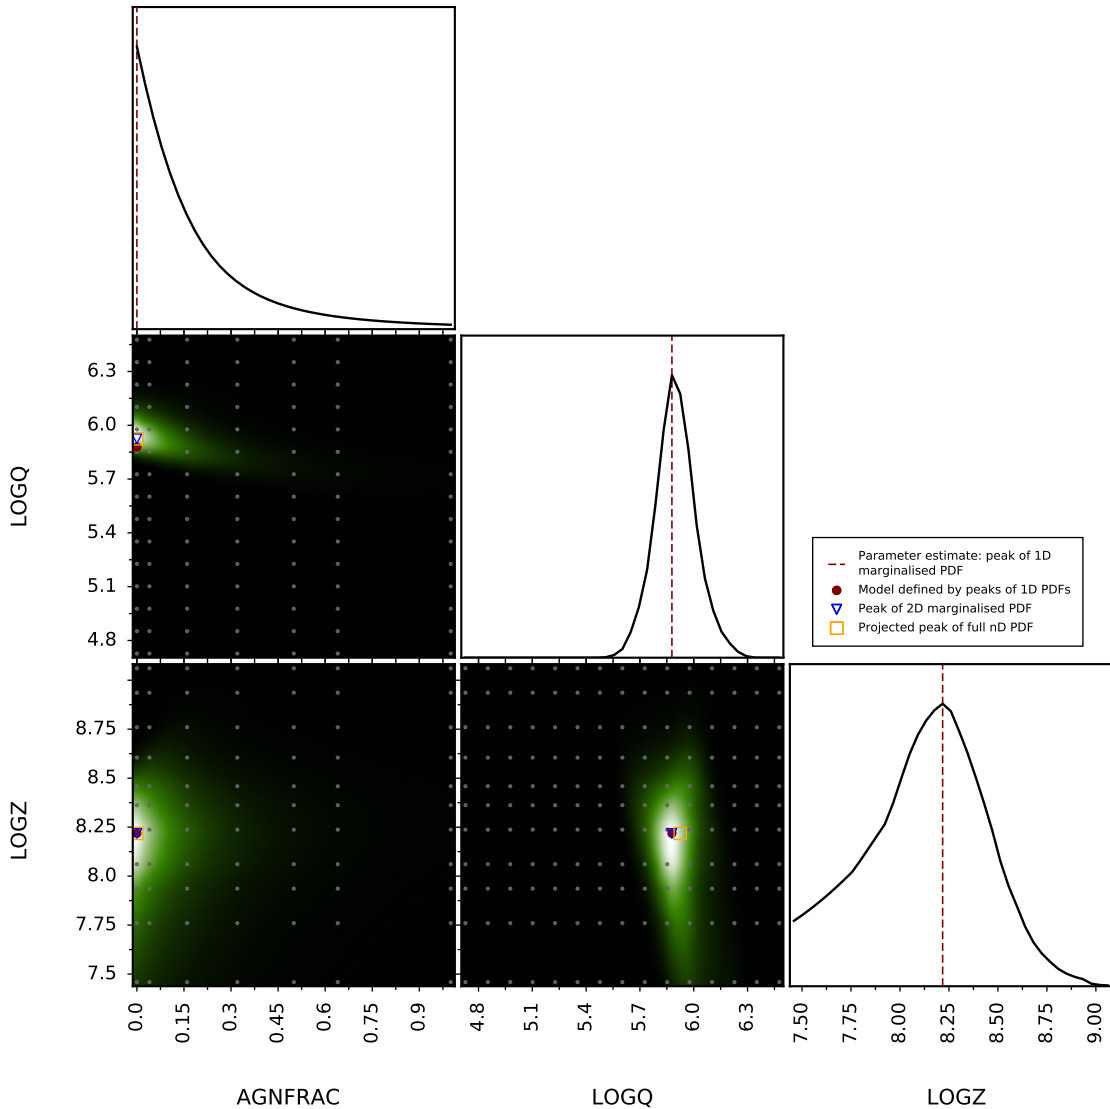 6.3
6.0
5.7
5.4
5.1
4.8
LOGQ
Parameter estimate: peak of 1D
marginalised PDF
Model defined by peaks of 1D PDFs
Peak of 2D marginalised PDF
Projected peak of full nD PDF
8.75
8.5
8.25
8.0
7.75
7.5
LOGZ
0.0 0.15 0.3 0.45 0.6 0.75 0.9
4.8 5.1 5.4 5.7 6.0 6.3
7.50 7.75 8.00 8.25 8.50 8.75 9.00
AGNFRAC LOGQ LOGZ